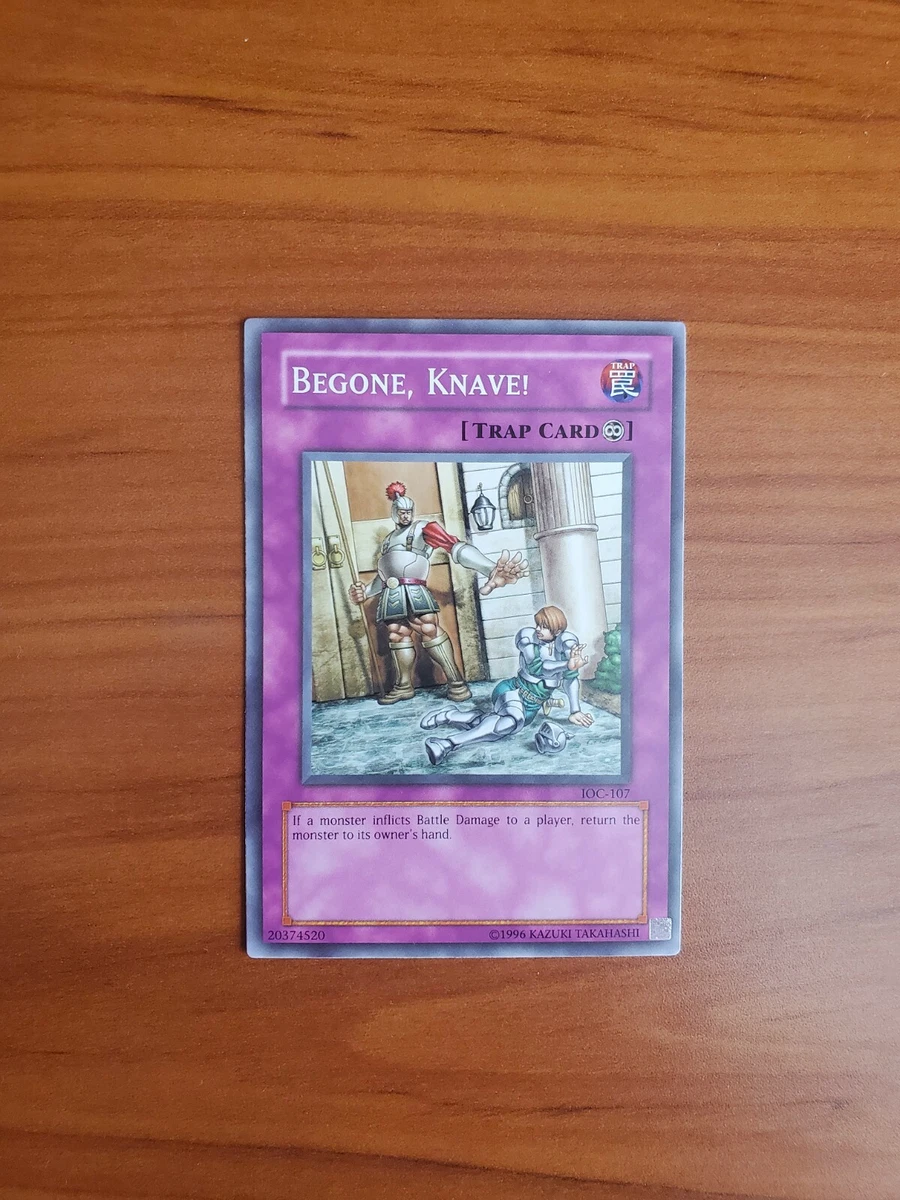 BEGONE, KNAVE!
TRAP
罠
[TRAP CARD∞]
IOC-107
If a monster inflicts Battle Damage to a player, return the
monster to its owner's hand.
20374520
©1996 KAZUKI TAKAHASHI